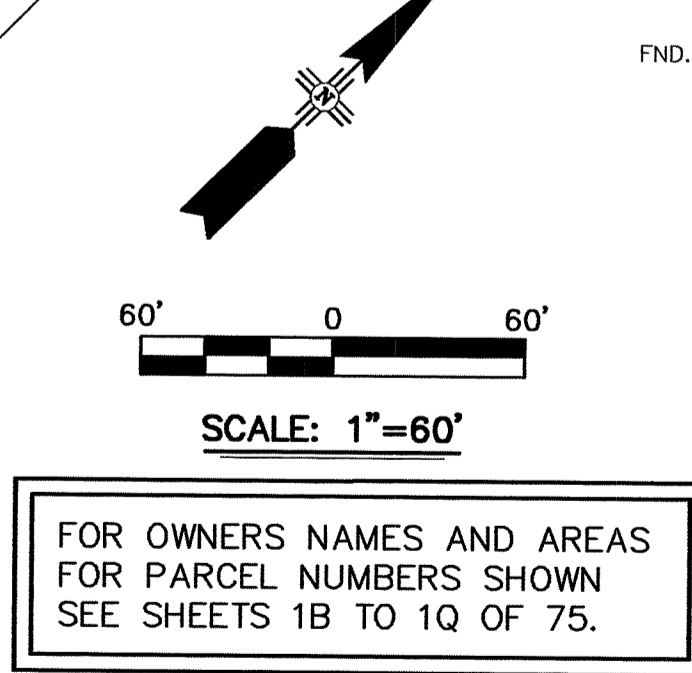 FND.
N
60' 0 60'
SCALE: 1"=60'
FOR OWNERS NAMES AND AREAS
FOR PARCEL NUMBERS SHOWN
SEE SHEETS 1B TO 1Q OF 75.